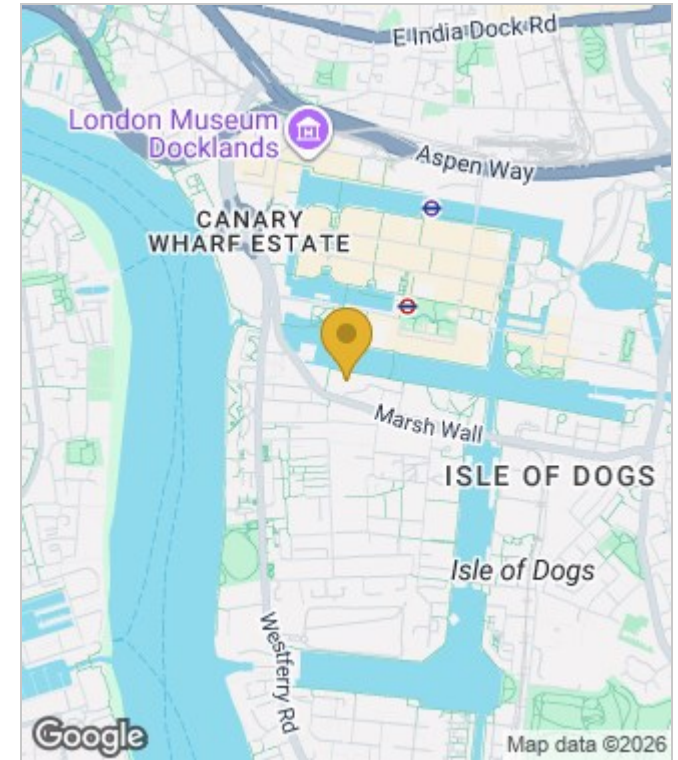 E India Dock Rd
London Museum
Docklands
Aspen Way
CANARY
WHARF ESTATE
Marsh Wall
ISLE OF DOGS
Isle of Dogs
Westferry Rd
Google
Map data ©2026